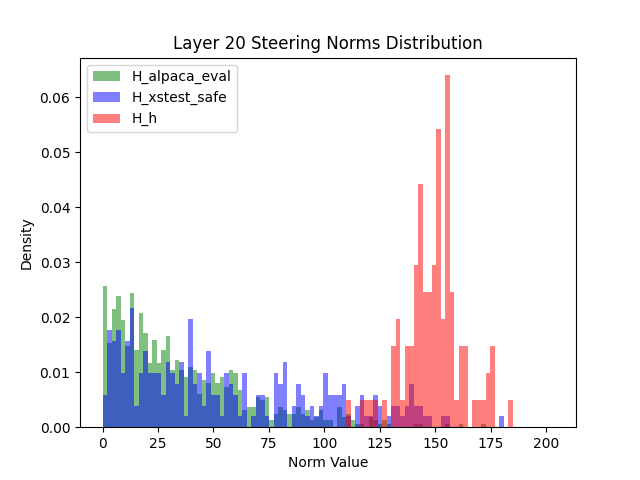 Layer 20 Steering Norms Distribution
H_alpaca_eval
H_xstest_safe
H_h
Density
0.06
0.05
0.04
0.03
0.02
0.01
0.00
0 25 50 75 100 125 150 175 200
Norm Value